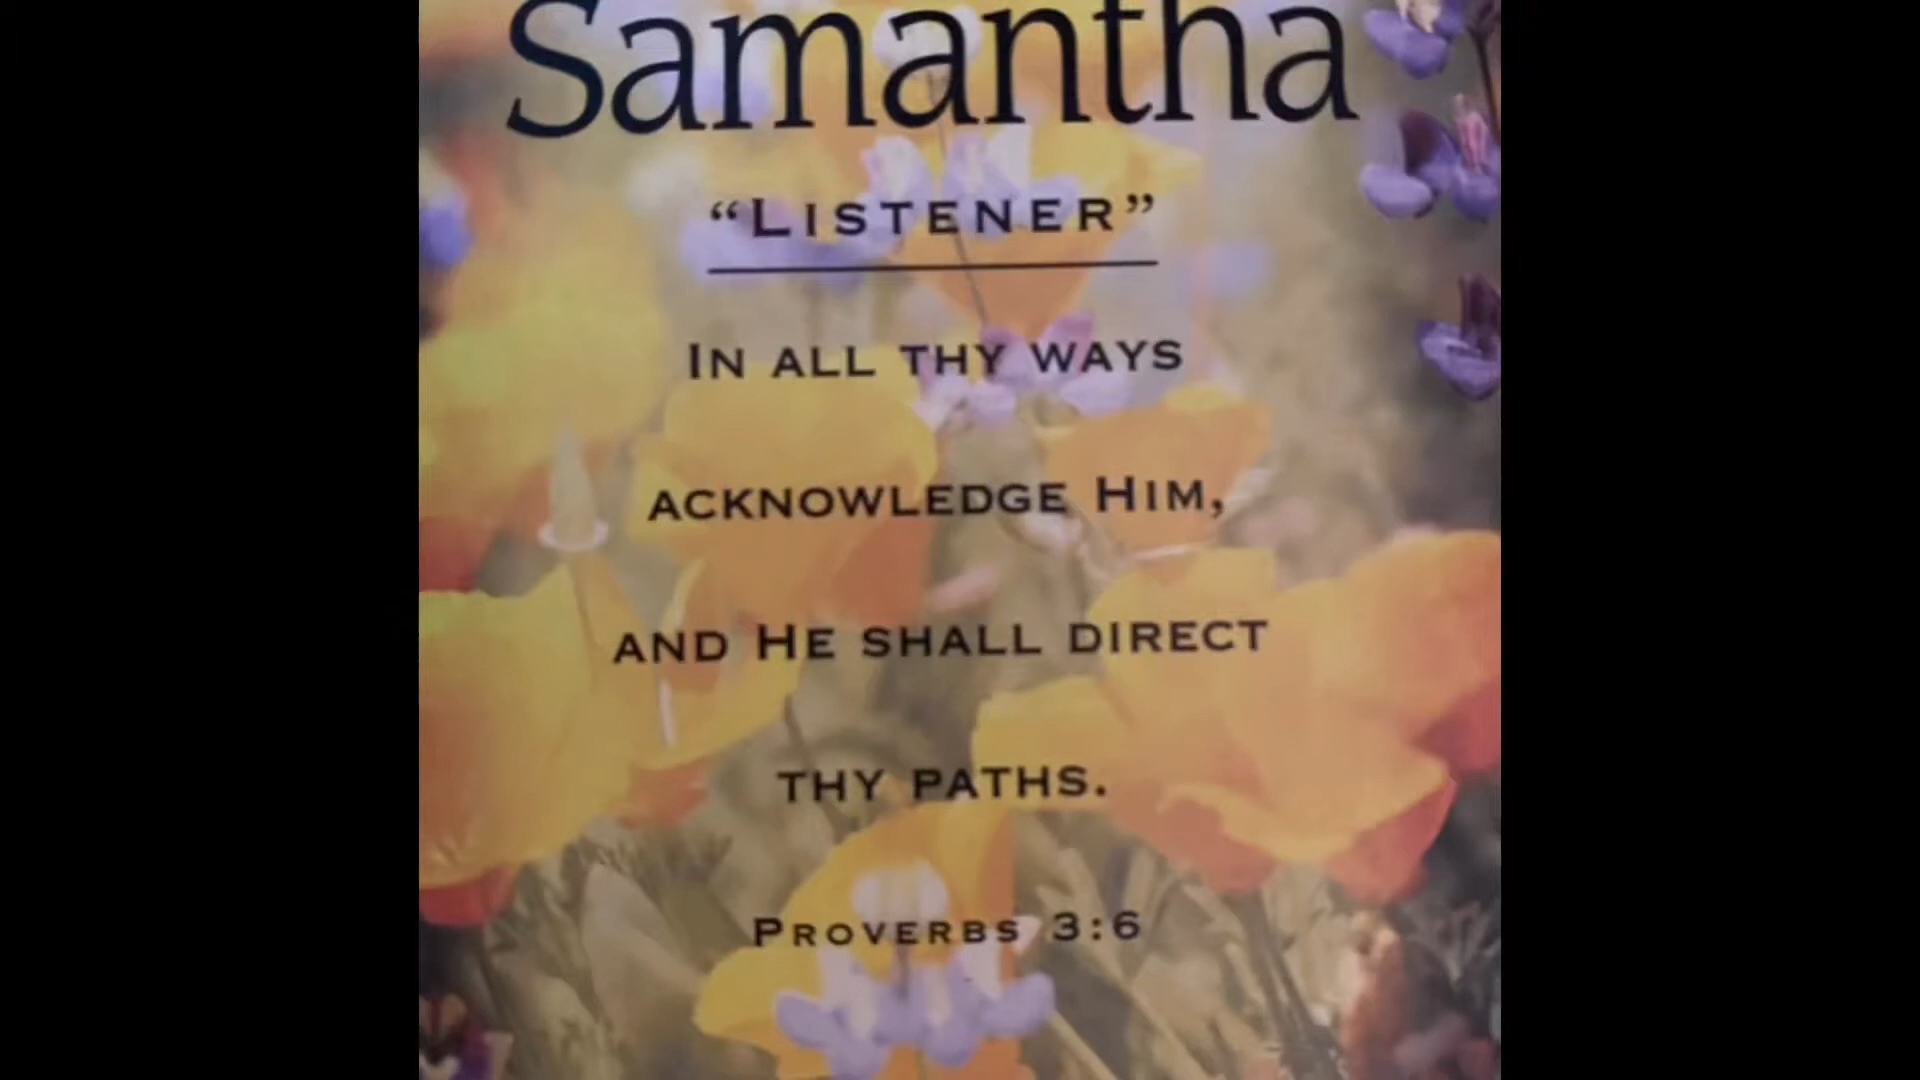 Samantha
“LISTENER”
IN ALL THY WAYS
ACKNOWLEDGE HIM,
AND HE SHALL DIRECT
THY PATHS.
PROVERBS 3:6